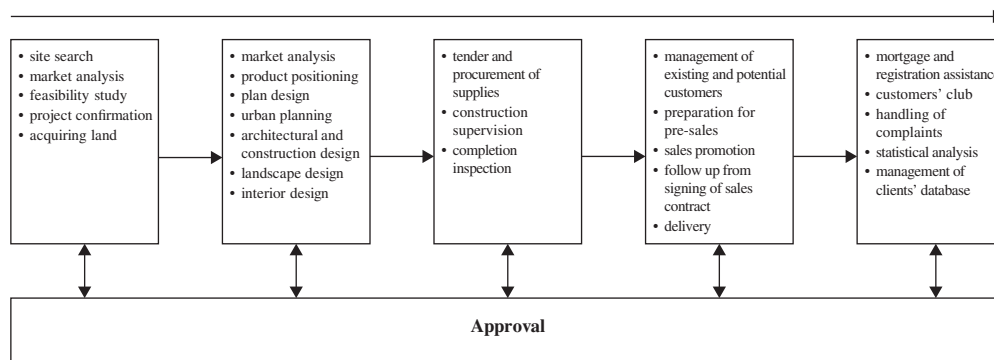 • site search
• market analysis
• feasibility study
• project confirmation
• acquiring land
• market analysis
• product positioning
• plan design
• urban planning
• architectural and
construction design
• landscape design
• interior design
• tender and
procurement of
supplies
• construction
supervision
• completion
inspection
• management of
existing and potential
customers
• preparation for
pre-sales
• sales promotion
• follow up from
signing of sales
contract
• delivery
• mortgage and
registration assistance
• customers’ club
• handling of
complaints
• statistical analysis
• management of
clients’ database
Approval